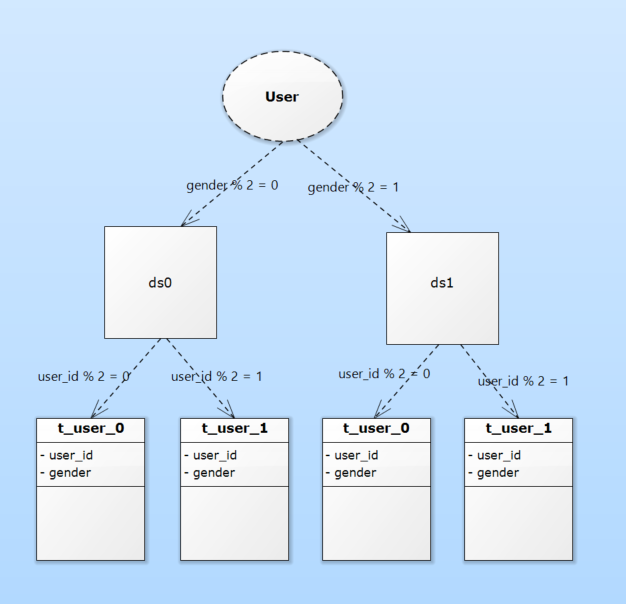 User
gender % 2 = 0
gender % 2 = 1
ds0
ds1
user_id % 2 = 0
user_id % 2 = 1
user_id % 2 = 0
user_id % 2 = 1
t_user_0
- user_id
- gender
t_user_1
- user_id
- gender
t_user_0
- user_id
- gender
t_user_1
- user_id
- gender